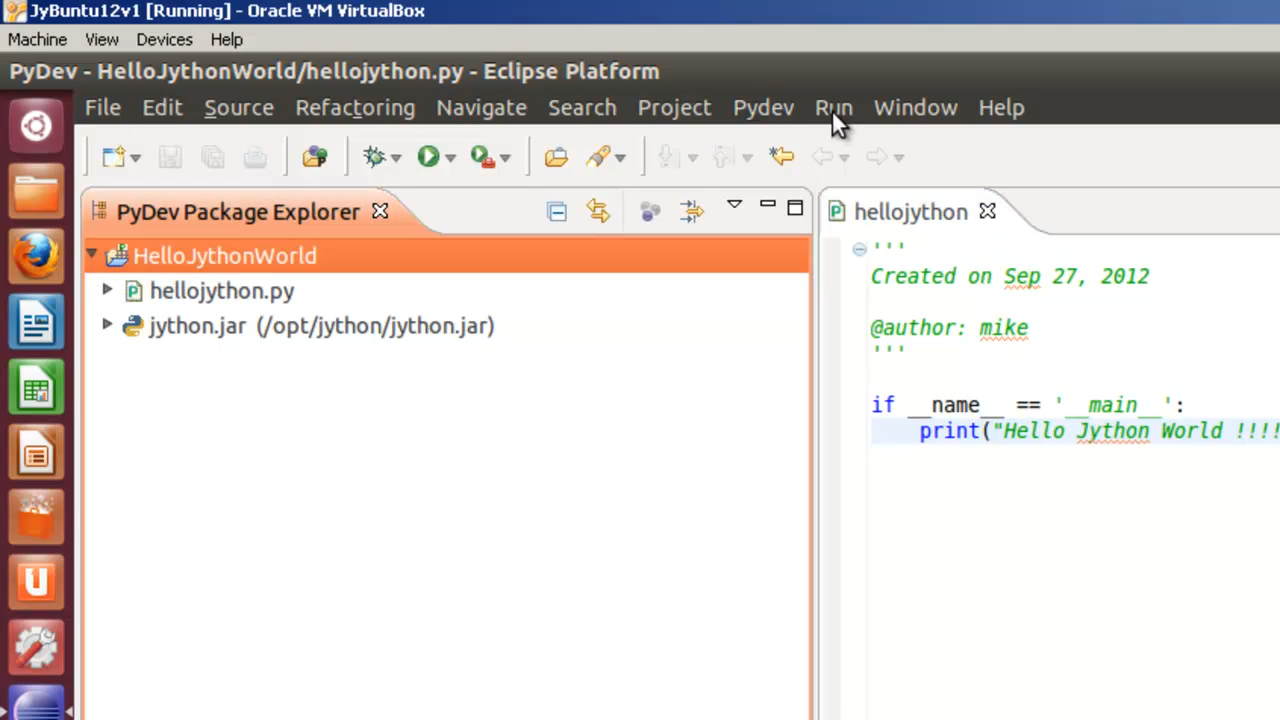 JyBuntu12v1 [Running] - Oracle VM VirtualBox
Machine View Devices Help
PyDev - HelloJythonWorld/hellojython.py - Eclipse Platform
File Edit Source Refactoring Navigate Search Project Pydev Run Window Help
PyDev Package Explorer
HelloJythonWorld
hellojython.py
jython.jar (/opt/jython/jython.jar)
hellojython
'''
Created on Sep 27, 2012
@author: mike
'''
if __name__ == '__main__':
print("Hello Jython World !!!!